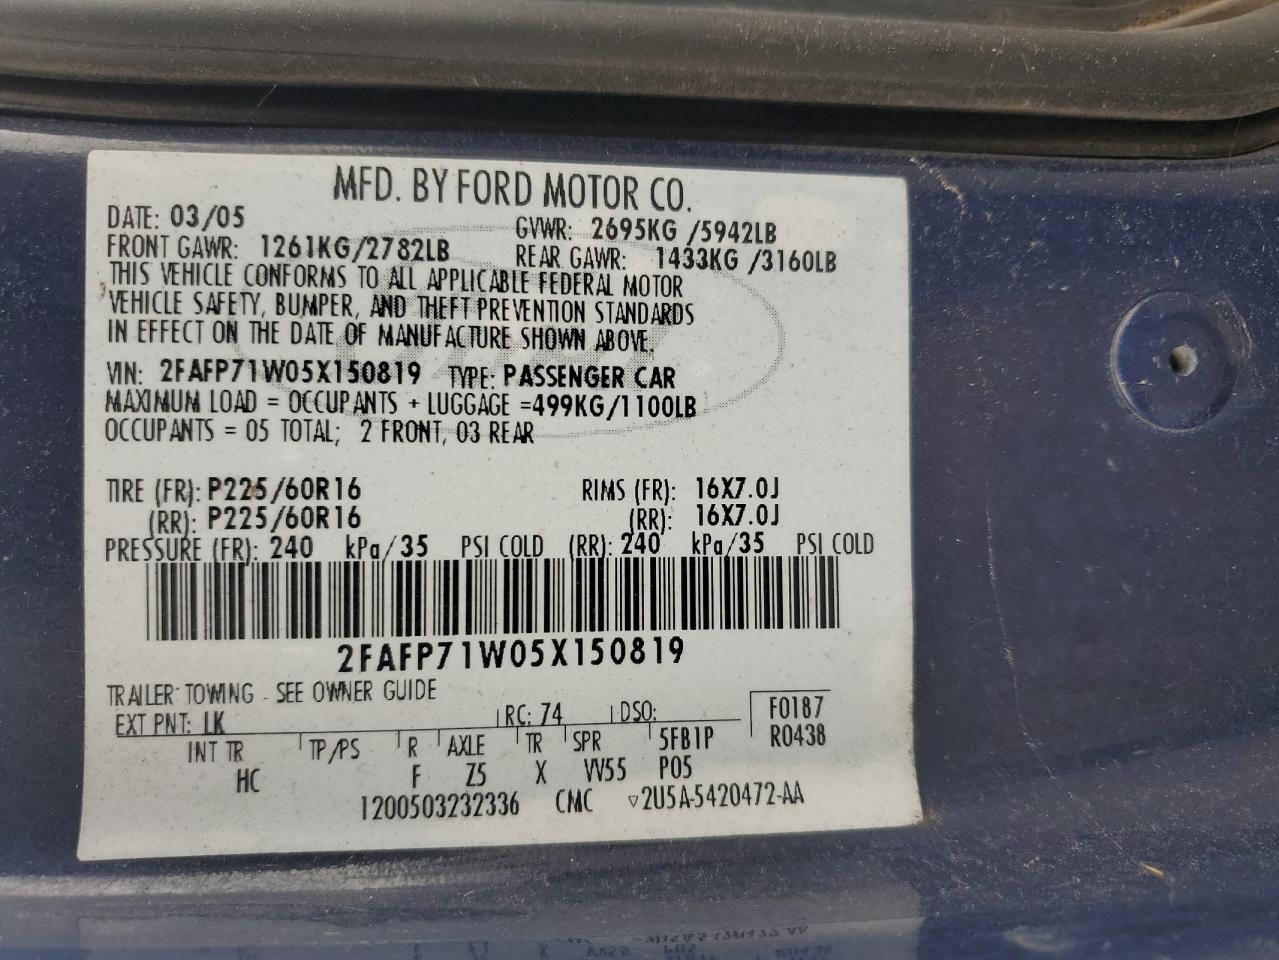 MFD. BY FORD MOTOR CO.
DATE: 03/05 GVWR: 2695KG /5942LB
FRONT GAWR: 1261KG/2782LB REAR GAWR: 1433KG /3160LB
THIS VEHICLE CONFORMS TO ALL APPLICABLE FEDERAL MOTOR
VEHICLE SAFETY, BUMPER, AND THEFT PREVENTION STANDARDS
IN EFFECT ON THE DATE OF MANUFACTURE SHOWN ABOVE.
VIN: 2FAFP71W05X150819 TYPE: PASSENGER CAR
MAXIMUM LOAD = OCCUPANTS + LUGGAGE =499KG/1100LB
OCCUPANTS = 05 TOTAL; 2 FRONT, 03 REAR
TIRE (FR): P225/60R16 RIMS (FR): 16X7.0J
(RR): P225/60R16 (RR): 16X7.0J
PRESSURE (FR): 240 kPa/35 PSI COLD (RR): 240 kPa/35 PSI COLD
2FAFP71W05X150819
TRAILER TOWING - SEE OWNER GUIDE
EXT PNT: LK RC: 74 DSO: F0187
INT TR TP/PS R AXLE TR SPR 5FB1P R0438
HC F Z5 X VV55 P05
1200503232336 CMC ▽2U5A-5420472-AA